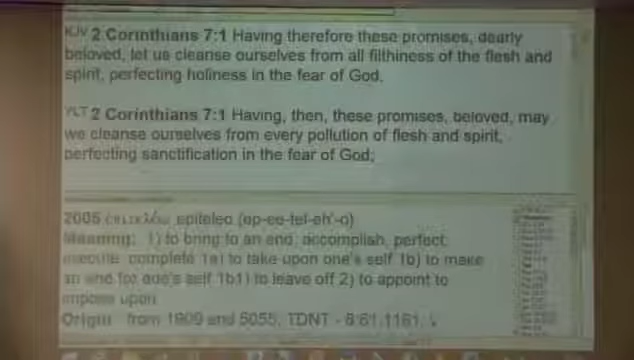 KJV 2 Corinthians 7:1 Having therefore these promises, dearly
beloved, let us cleanse ourselves from all filthiness of the flesh and
spirit, perfecting holiness in the fear of God.
YLT 2 Corinthians 7:1 Having, then, these promises, beloved, may
we cleanse ourselves from every pollution of flesh and spirit,
perfecting sanctification in the fear of God;
2005 epiteleo (ep-ee-tel-eh'-o)
Meaning: 1) to bring to an end, accomplish, perfect,
execute, complete 1a) to take upon one's self 1b) to make
an end for one's self 1b1) to leave off 2) to appoint to
impose upon
Origin: from 1909 and 5055, TDNT - 8:61,1161,